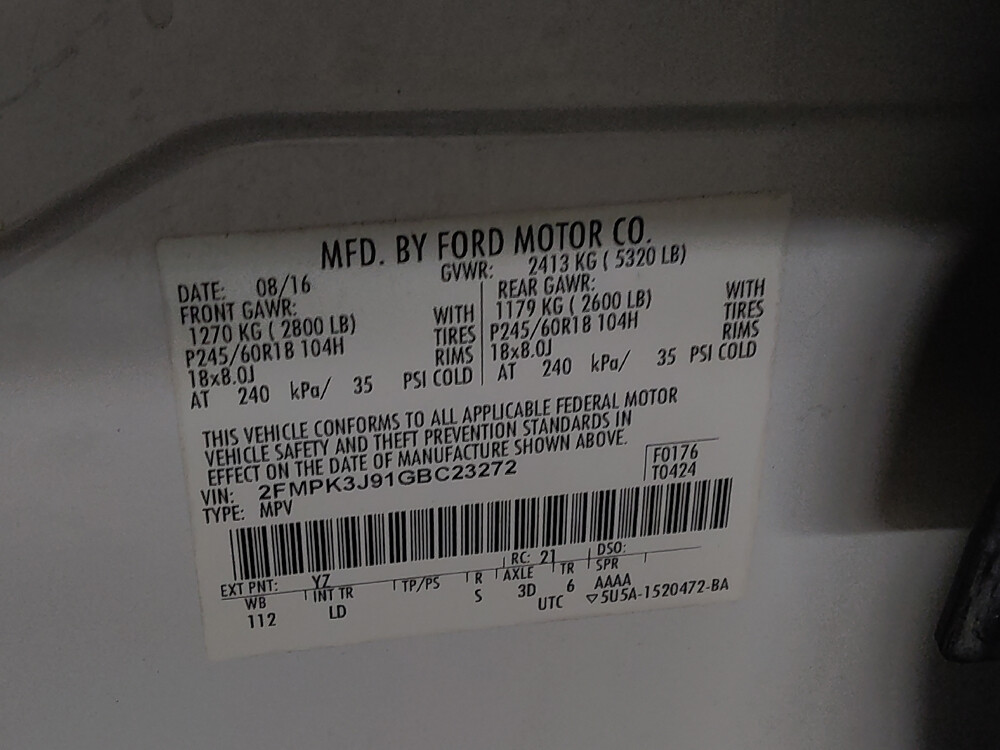 MFD. BY FORD MOTOR CO.
DATE: 08/16 GVWR: 2413 KG ( 5320 LB)
FRONT GAWR: REAR GAWR:
1270 KG ( 2800 LB) WITH 1179 KG ( 2600 LB) WITH
P245/60R18 104H TIRES P245/60R18 104H TIRES
18x8.0J RIMS 18x8.0J RIMS
AT 240 kPa/ 35 PSI COLD AT 240 kPa/ 35 PSI COLD
THIS VEHICLE CONFORMS TO ALL APPLICABLE FEDERAL MOTOR
VEHICLE SAFETY AND THEFT PREVENTION STANDARDS IN
EFFECT ON THE DATE OF MANUFACTURE SHOWN ABOVE.
VIN: 2FMPK3J91GBC23272 F0176
TYPE: MPV T0424
EXT PNT: YZ RC: 21 DSO:
WB INT TR TP/PS R AXLE TR SPR
112 LD S 3D 6 AAAA
UTC ▽5U5A-1520472-BA